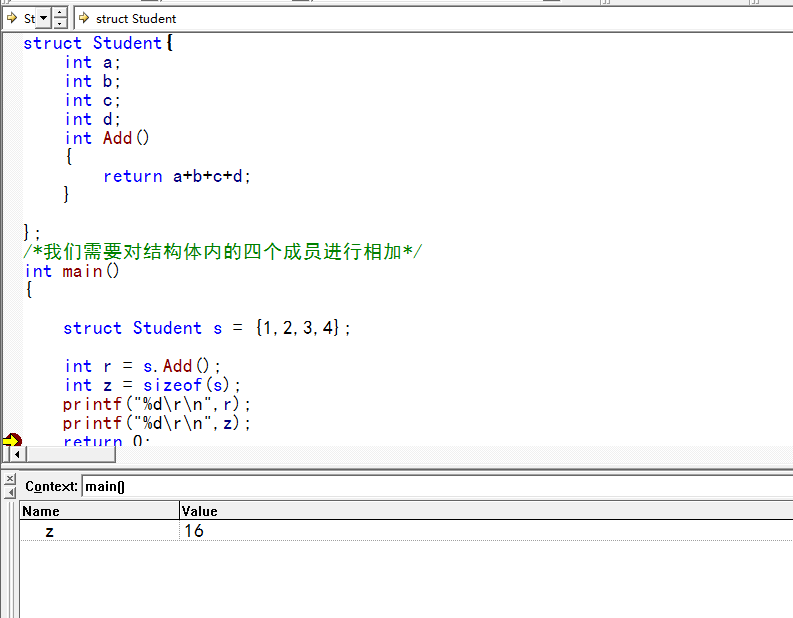 St struct Student
struct Student{
int a;
int b;
int c;
int d;
int Add()
{
return a+b+c+d;
}
};
/*我们需要对结构体内的四个成员进行相加*/
int main()
{
struct Student s = {1,2,3,4};
int r = s.Add();
int z = sizeof(s);
printf("%d\r\n",r);
printf("%d\r\n",z);
return 0;
Context: main()
Name Value
z 16